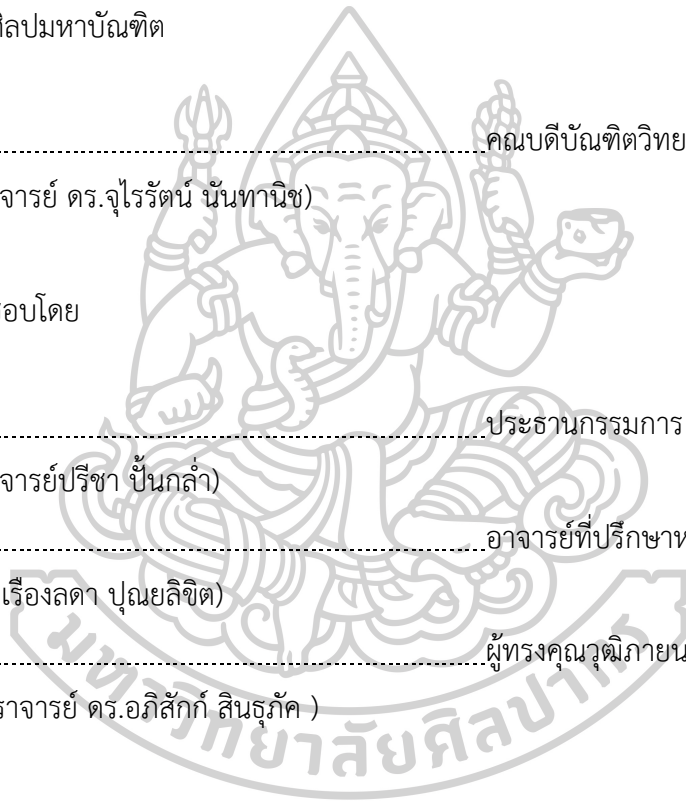 ศิลปมหาบัณฑิต
คณบดีบัณฑิตวิทย
จารย์ ดร.จุไรรัตน์ นันทานิช)
อบโดย
ประธานกรรมการ
จารย์ปรีชา ปั้นกล่ำ)
อาจารย์ที่ปรึกษาห
เรืองลดา ปุณยลิขิต)
ผู้ทรงคุณวุฒิภายน
ราจารย์ ดร.อภิสักก์ สินธุภัค )
มหาวิทยาลัยศิลปากร